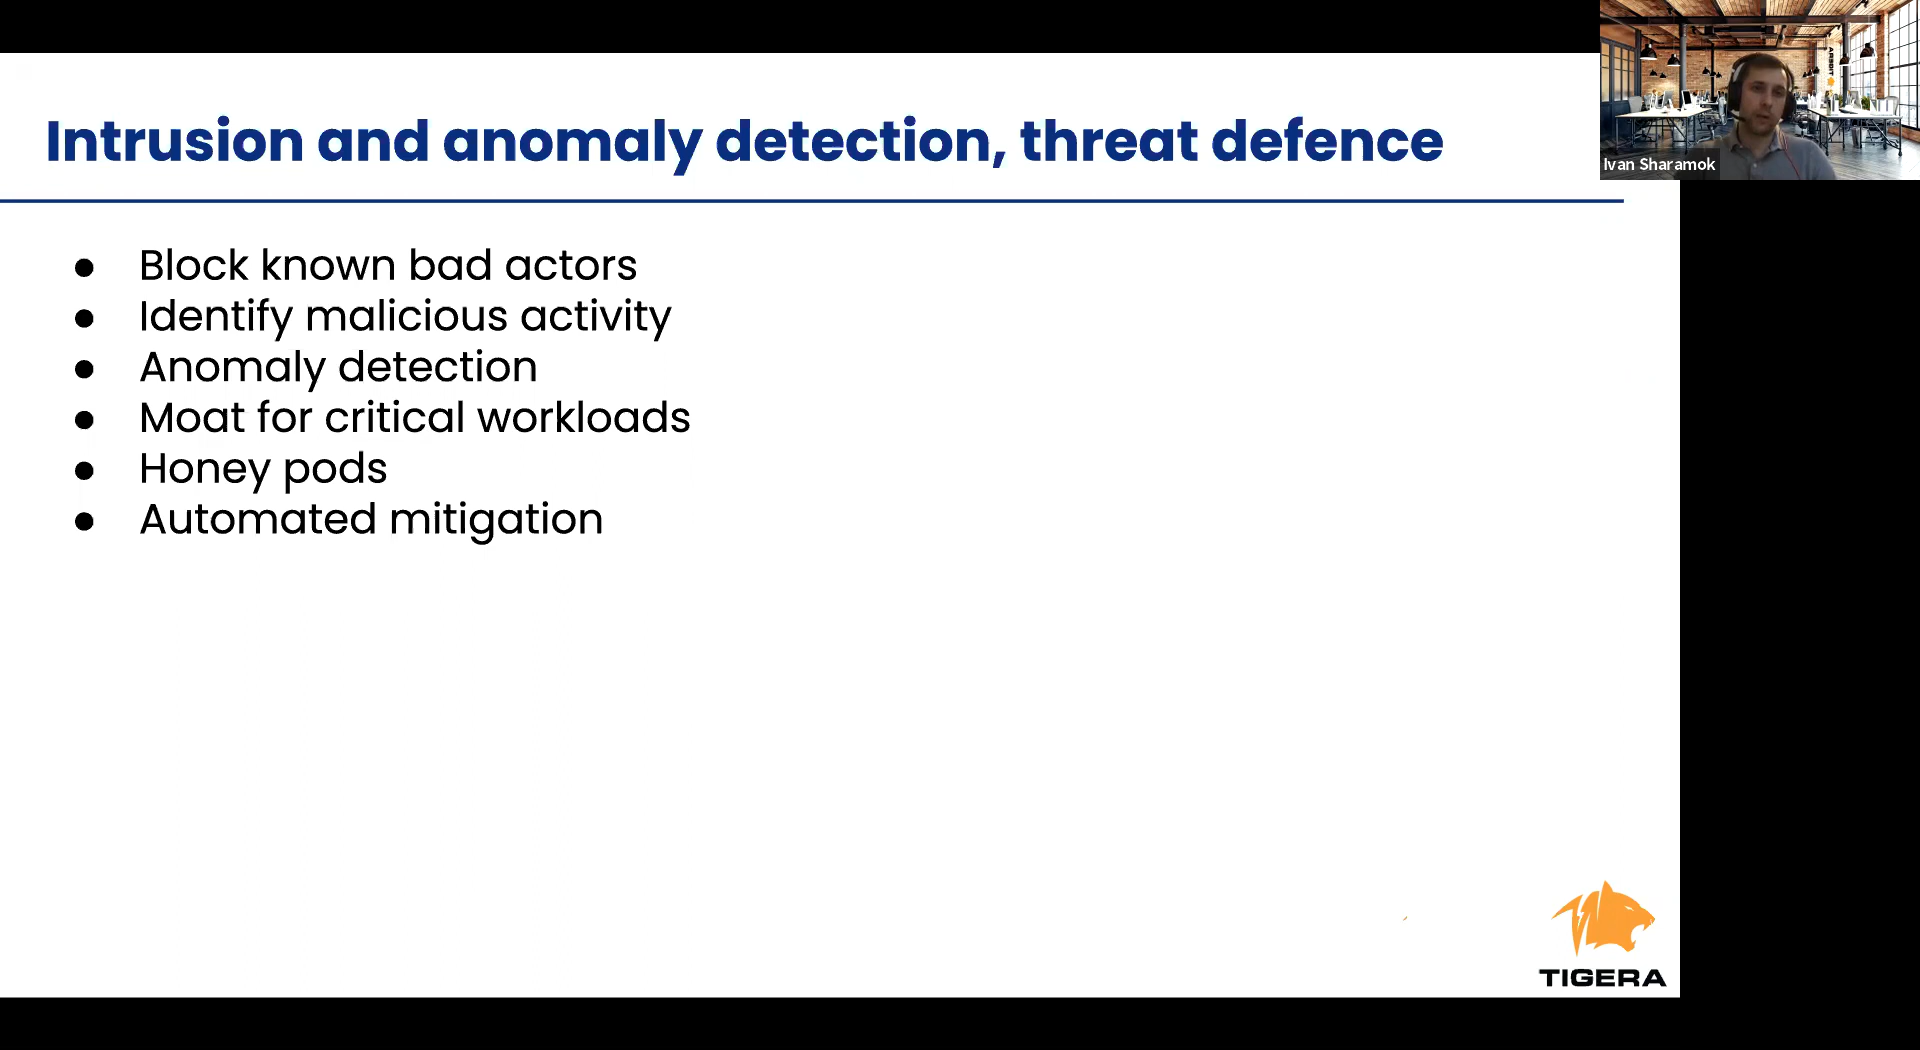 Intrusion and anomaly detection, threat defence
Ivan Sharamok
● Block known bad actors
● Identify malicious activity
● Anomaly detection
● Moat for critical workloads
● Honey pods
● Automated mitigation
TIGERA